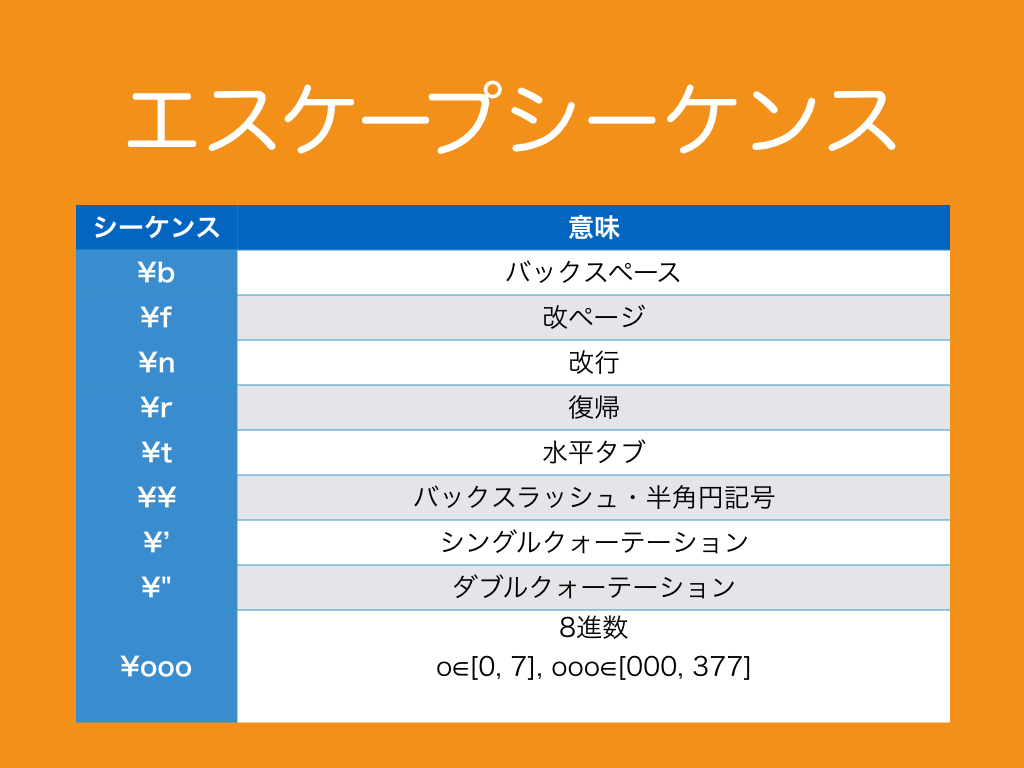 エスケープシーケンス
シーケンス 意味
¥b バックスペース
¥f 改ページ
¥n 改行
¥r 復帰
¥t 水平タブ
¥¥ バックスラッシュ・半角円記号
¥’ シングルクォーテーション
¥" ダブルクォーテーション
8進数
¥ooo o∈[0, 7], ooo∈[000, 377]